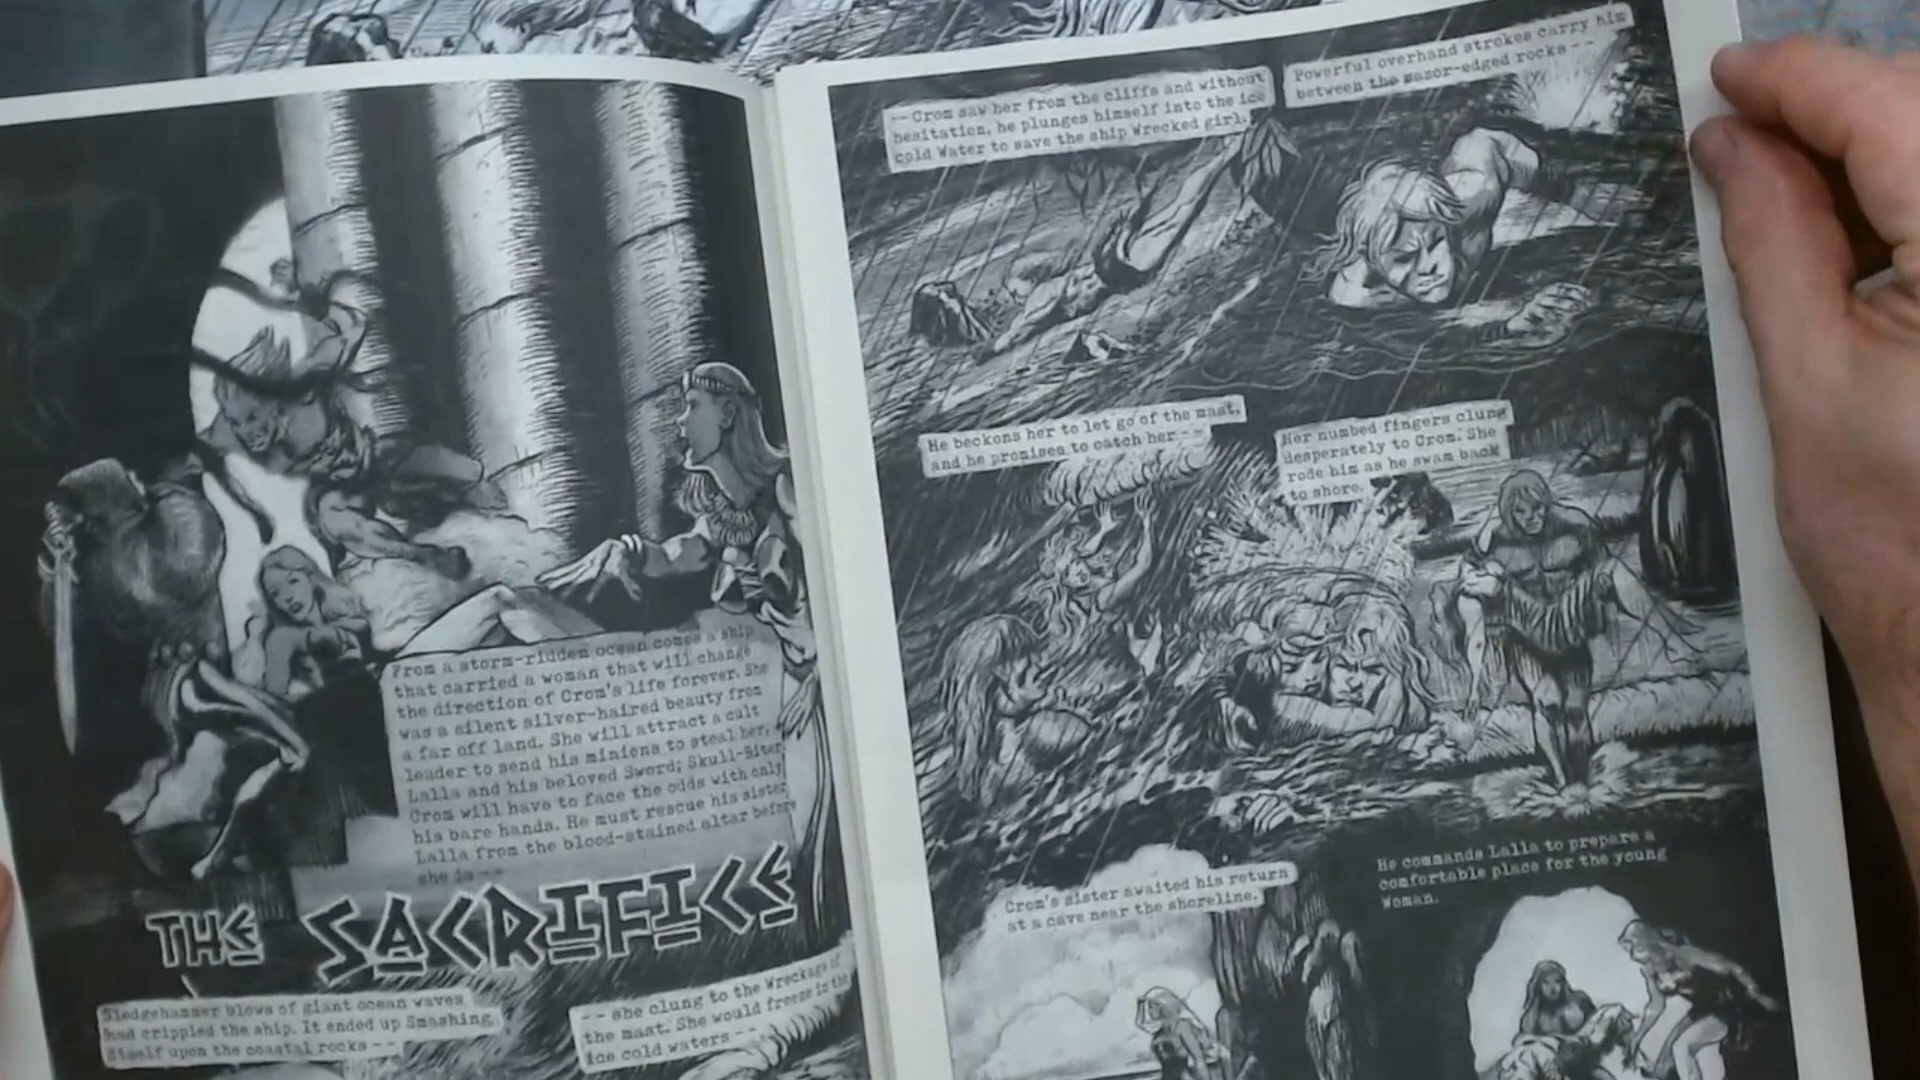 From a storm-ridden ocean comes a ship
that carried a woman that will change
the direction of Crom's life forever. She
was a silent silver-haired beauty from
a far off land. She will attract a cult
leader to send his minions to steal her,
Lalla and his beloved Sword; Skull-Biter
Crom will have to face the odds with only
his bare hands. He must rescue his sister
Lalla from the blood-stained altar before
she is --
THE SACRIFICE
Sledgehammer blows of giant ocean waves
had crippled the ship. It ended up Smashing
itself upon the coastal rocks --
-- she clung to the Wreckage of
the mast. She would freeze in the
ice cold waters --
-- Crom saw her from the cliffs and without
hesitation, he plunges himself into the ice
cold Water to save the ship Wrecked girl.
Powerful overhand strokes carry him
between the mazor-edged rocks --
He beckons her to let go of the mast,
and he promises to catch her --
Her numbed fingers clung
desperately to Crom. She
rode him as he swam back
to shore.
Crom's sister awaited his return
at a cave near the shoreline.
He commands Lalla to prepare a
comfortable place for the young
Woman.